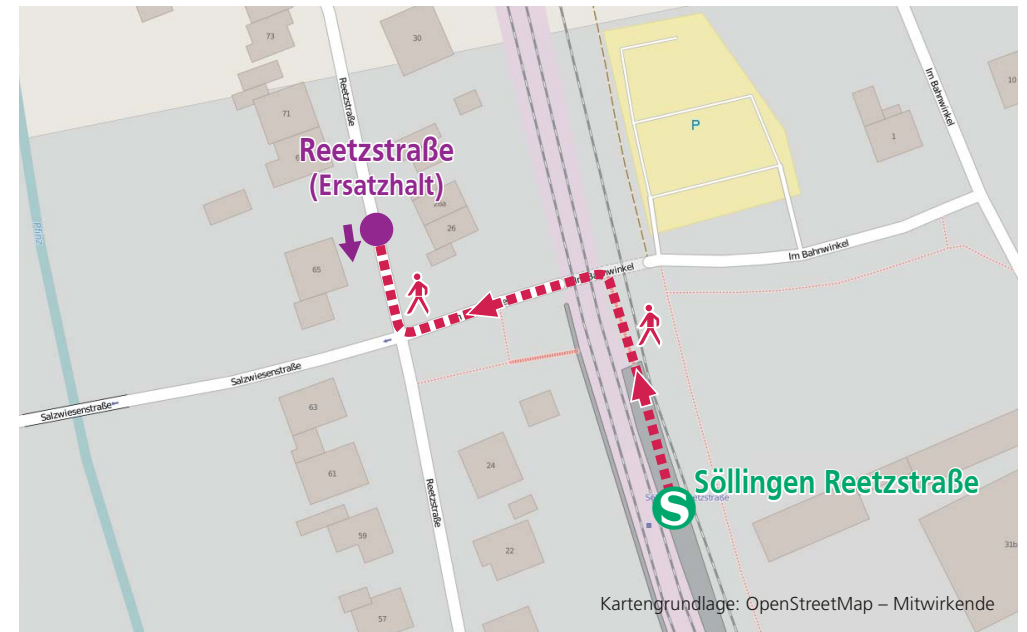 73
30
Reetzstraße
71
P
Im Bahnwinkel
10
1
Reetzstraße
(Ersatzhalt)
26
Pfinz
65
Im Bahnwinkel
Salzwiesenstraße
Salzwiesenstraße
63
61
24
Söllingen Reetzstraße
S
Reetzstraße
59
22
31b
57
Kartengrundlage: OpenStreetMap – Mitwirkende